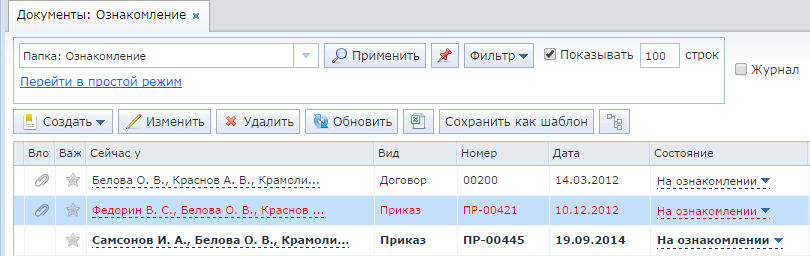 Документы: Ознакомление ×
Папка: Ознакомление Применить Фильтр Показывать 100 строк
Журнал
Перейти в простой режим
Создать Изменить Удалить Обновить Сохранить как шаблон
Вло Важ Сейчас у Вид Номер Дата Состояние
Белова О. В., Краснов А. В., Крамоли... Договор 00200 14.03.2012 На ознакомлении
Федорин В. С., Белова О. В., Краснов ... Приказ ПР-00421 10.12.2012 На ознакомлении
Самсонов И. А., Белова О. В., Крамоли... Приказ ПР-00445 19.09.2014 На ознакомлении